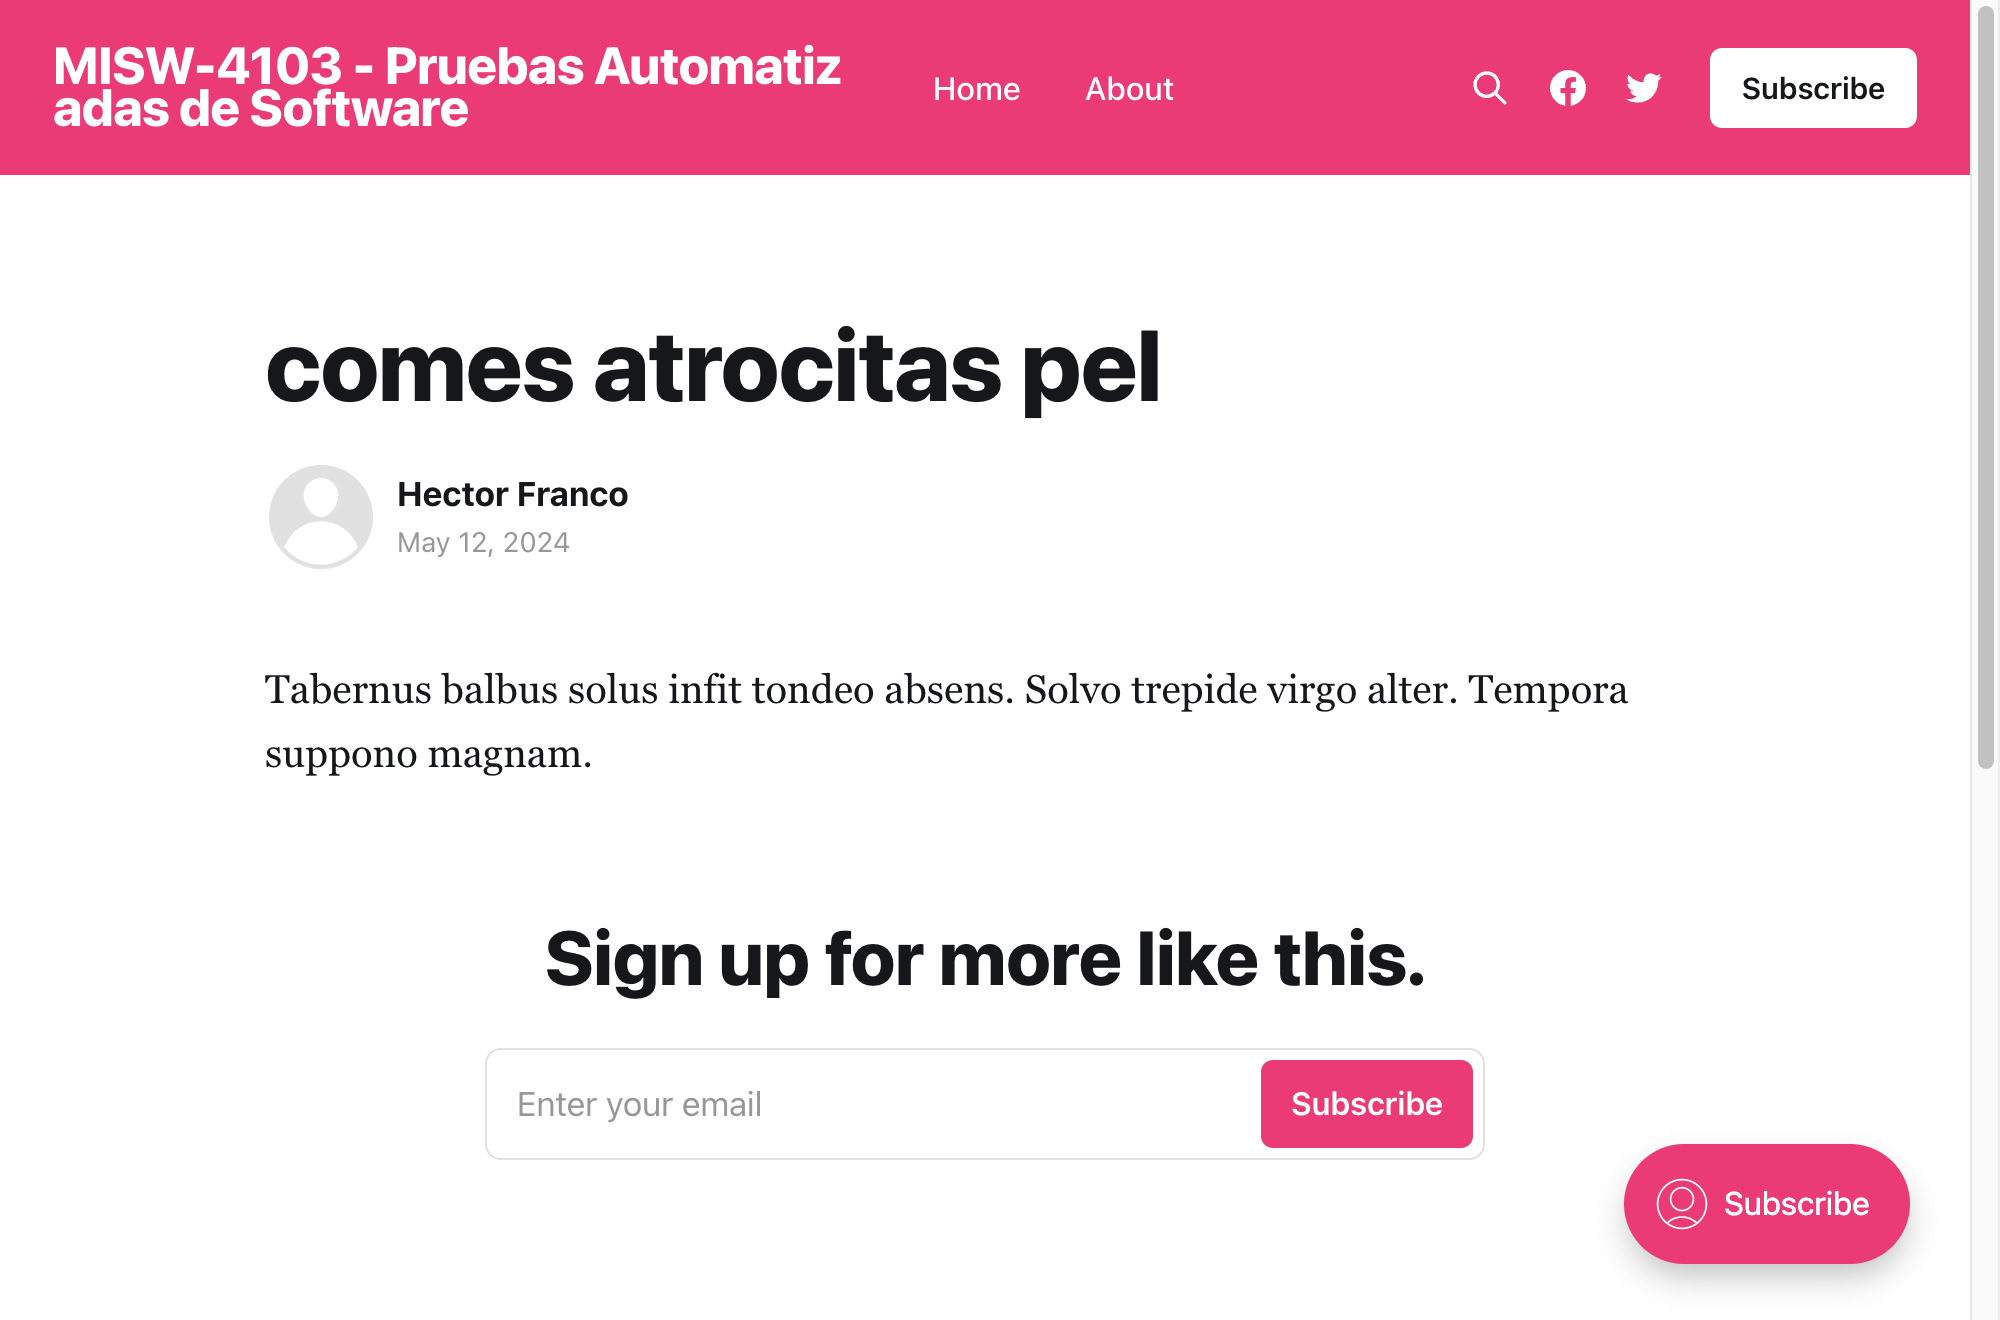 MISW-4103 - Pruebas Automatiz
adas de Software
Home
About
Subscribe
comes atrocitas pel
Hector Franco
May 12, 2024
Tabernus balbus solus infit tondeo absens. Solvo trepide virgo alter. Tempora
suppono magnam.
Sign up for more like this.
Enter your email
Subscribe
Subscribe